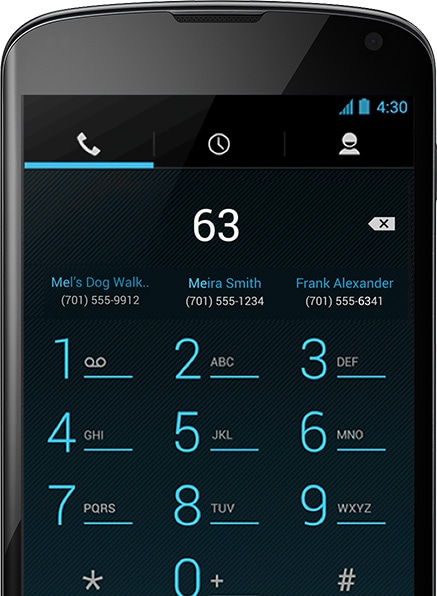 4:30
63
Mel's Dog Walk.. Meira Smith Frank Alexander
(701) 555-9912 (701) 555-1234 (701) 555-6341
1 2 ABC 3 DEF
4 GHI 5 JKL 6 MNO
7 PQRS 8 TUV 9 WXYZ
* 0 + #